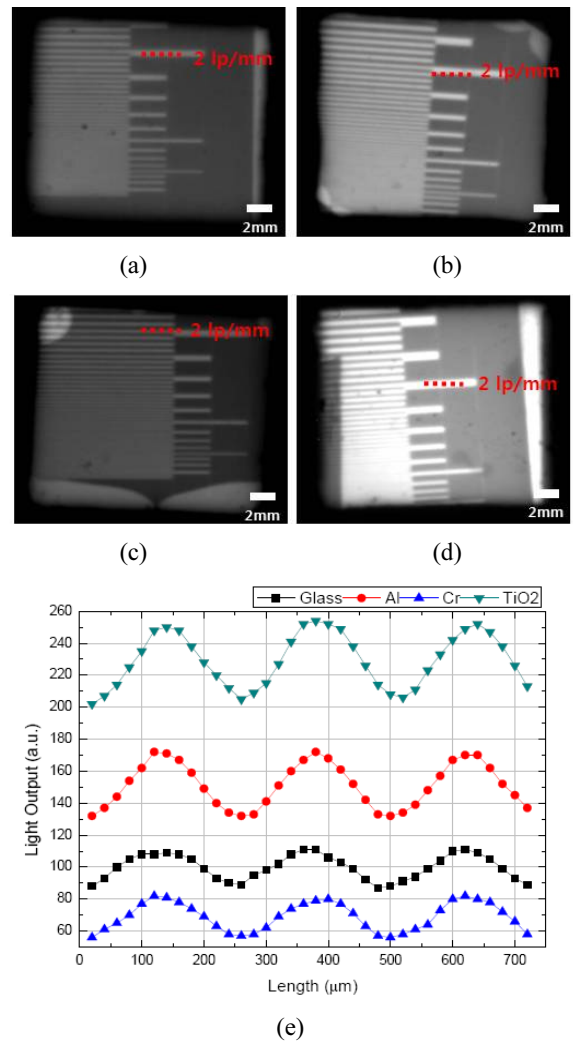 2 lp/mm
2mm
2 lp/mm
2mm
(a)
(b)
2 lp/mm
2mm
2 lp/mm
2mm
(c)
(d)
Glass Al Cr TiO2
260
240
220
200
180
160
140
120
100
80
60
Light Output (a.u.)
0 100 200 300 400 500 600 700
Length (μm)
(e)